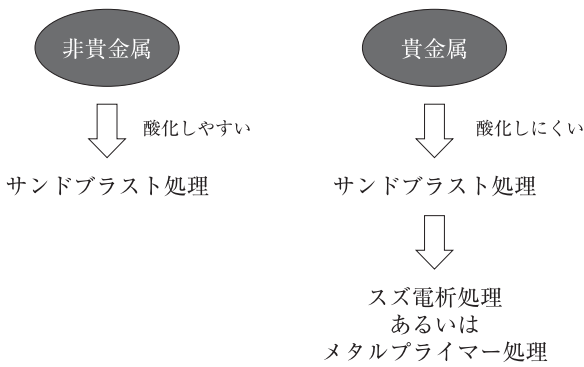 非貴金属
酸化しやすい
サンドブラスト処理
貴金属
酸化しにくい
サンドブラスト処理
スズ電析処理
あるいは
メタルプライマー処理